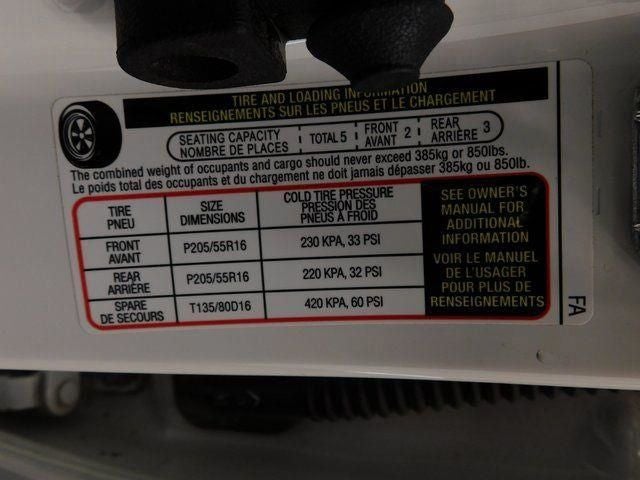 TIRE AND LOADING INFORMATION
RENSEIGNEMENTS SUR LES PNEUS ET LE CHARGEMENT
SEATING CAPACITY
NOMBRE DE PLACES
TOTAL 5
FRONT
AVANT 2
REAR
ARRIÈRE 3
The combined weight of occupants and cargo should never exceed 385kg or 850lbs.
Le poids total des occupants et du chargement ne doit jamais dépasser 385kg ou 850lb.
TIRE
PNEU
SIZE
DIMENSIONS
COLD TIRE PRESSURE
PRESSION DES
PNEUS À FROID
FRONT
AVANT
P205/55R16
230 KPA, 33 PSI
REAR
ARRIÈRE
P205/55R16
220 KPA, 32 PSI
SPARE
DE SECOURS
T135/80D16
420 KPA, 60 PSI
SEE OWNER'S
MANUAL FOR
ADDITIONAL
INFORMATION
VOIR LE MANUEL
DE L'USAGER
POUR PLUS DE
RENSEIGNEMENTS
FA